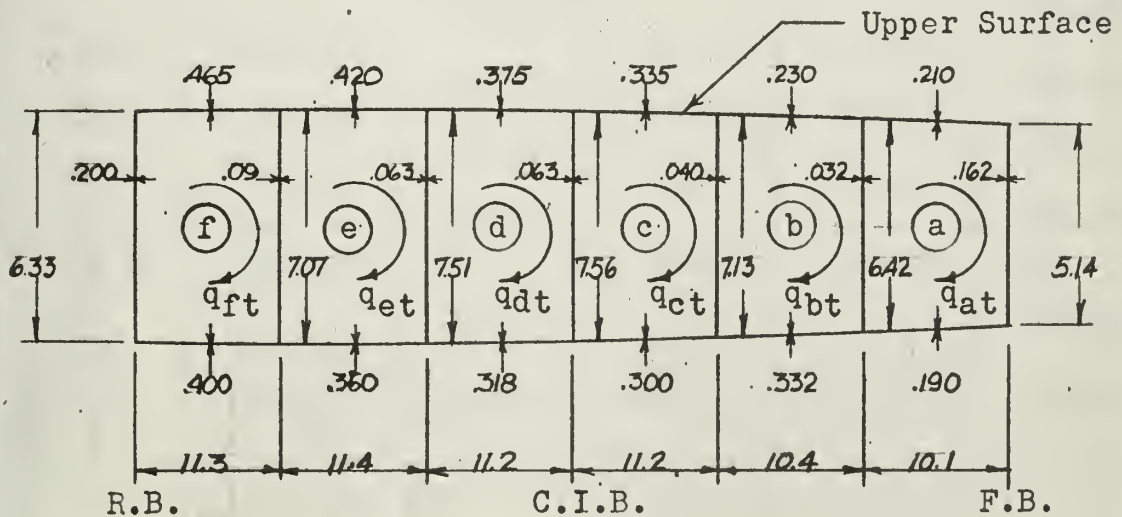 Upper Surface
.465 .420 .375 .335 .230 .210
.200 .09 .063 .063 .040 .032 .162
f e d c b a
6.33 7.07 7.51 7.56 7.13 6.42 5.14
qft qet qdt qct qbt qat
.400 .360 .318 .300 .332 .190
11.3 11.4 11.2 11.2 10.4 10.1
R.B. C.I.B. F.B.